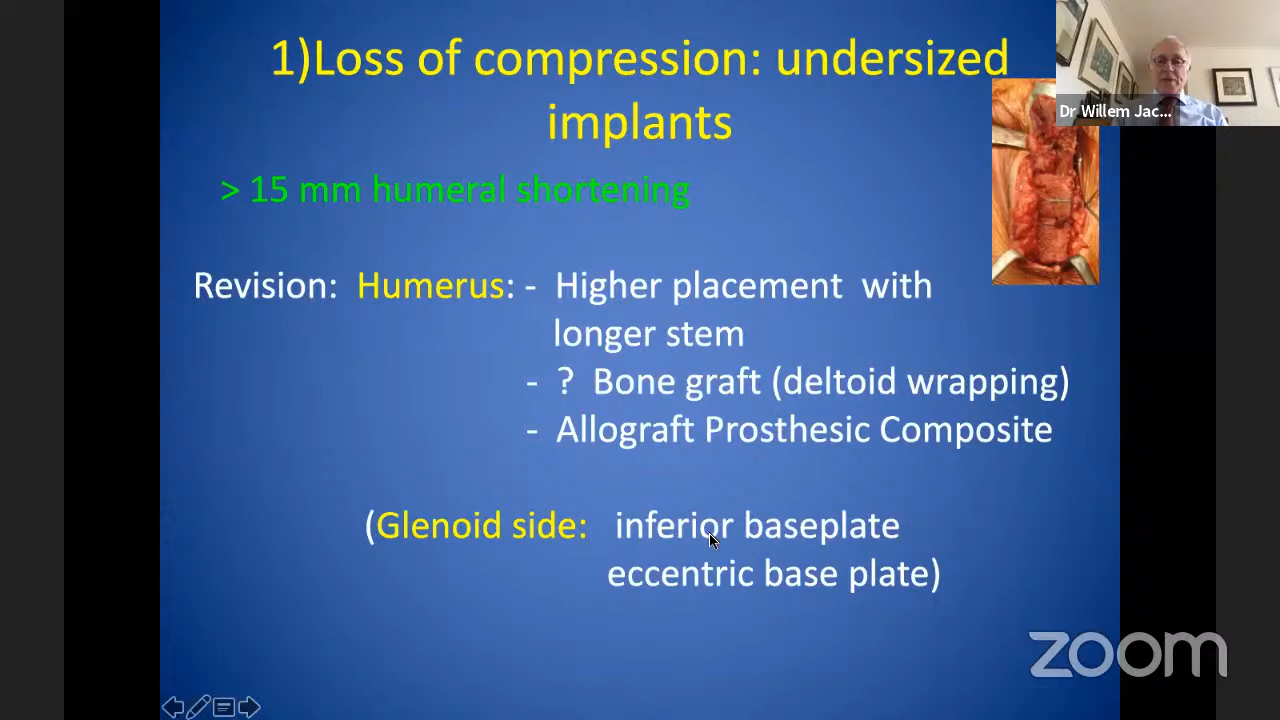 1)Loss of compression: undersized
implants
Dr Willem Jac...
> 15 mm humeral shortening
Revision: Humerus: - Higher placement with
longer stem
- ? Bone graft (deltoid wrapping)
- Allograft Prosthesic Composite
(Glenoid side: inferior baseplate
eccentric base plate)
zoom